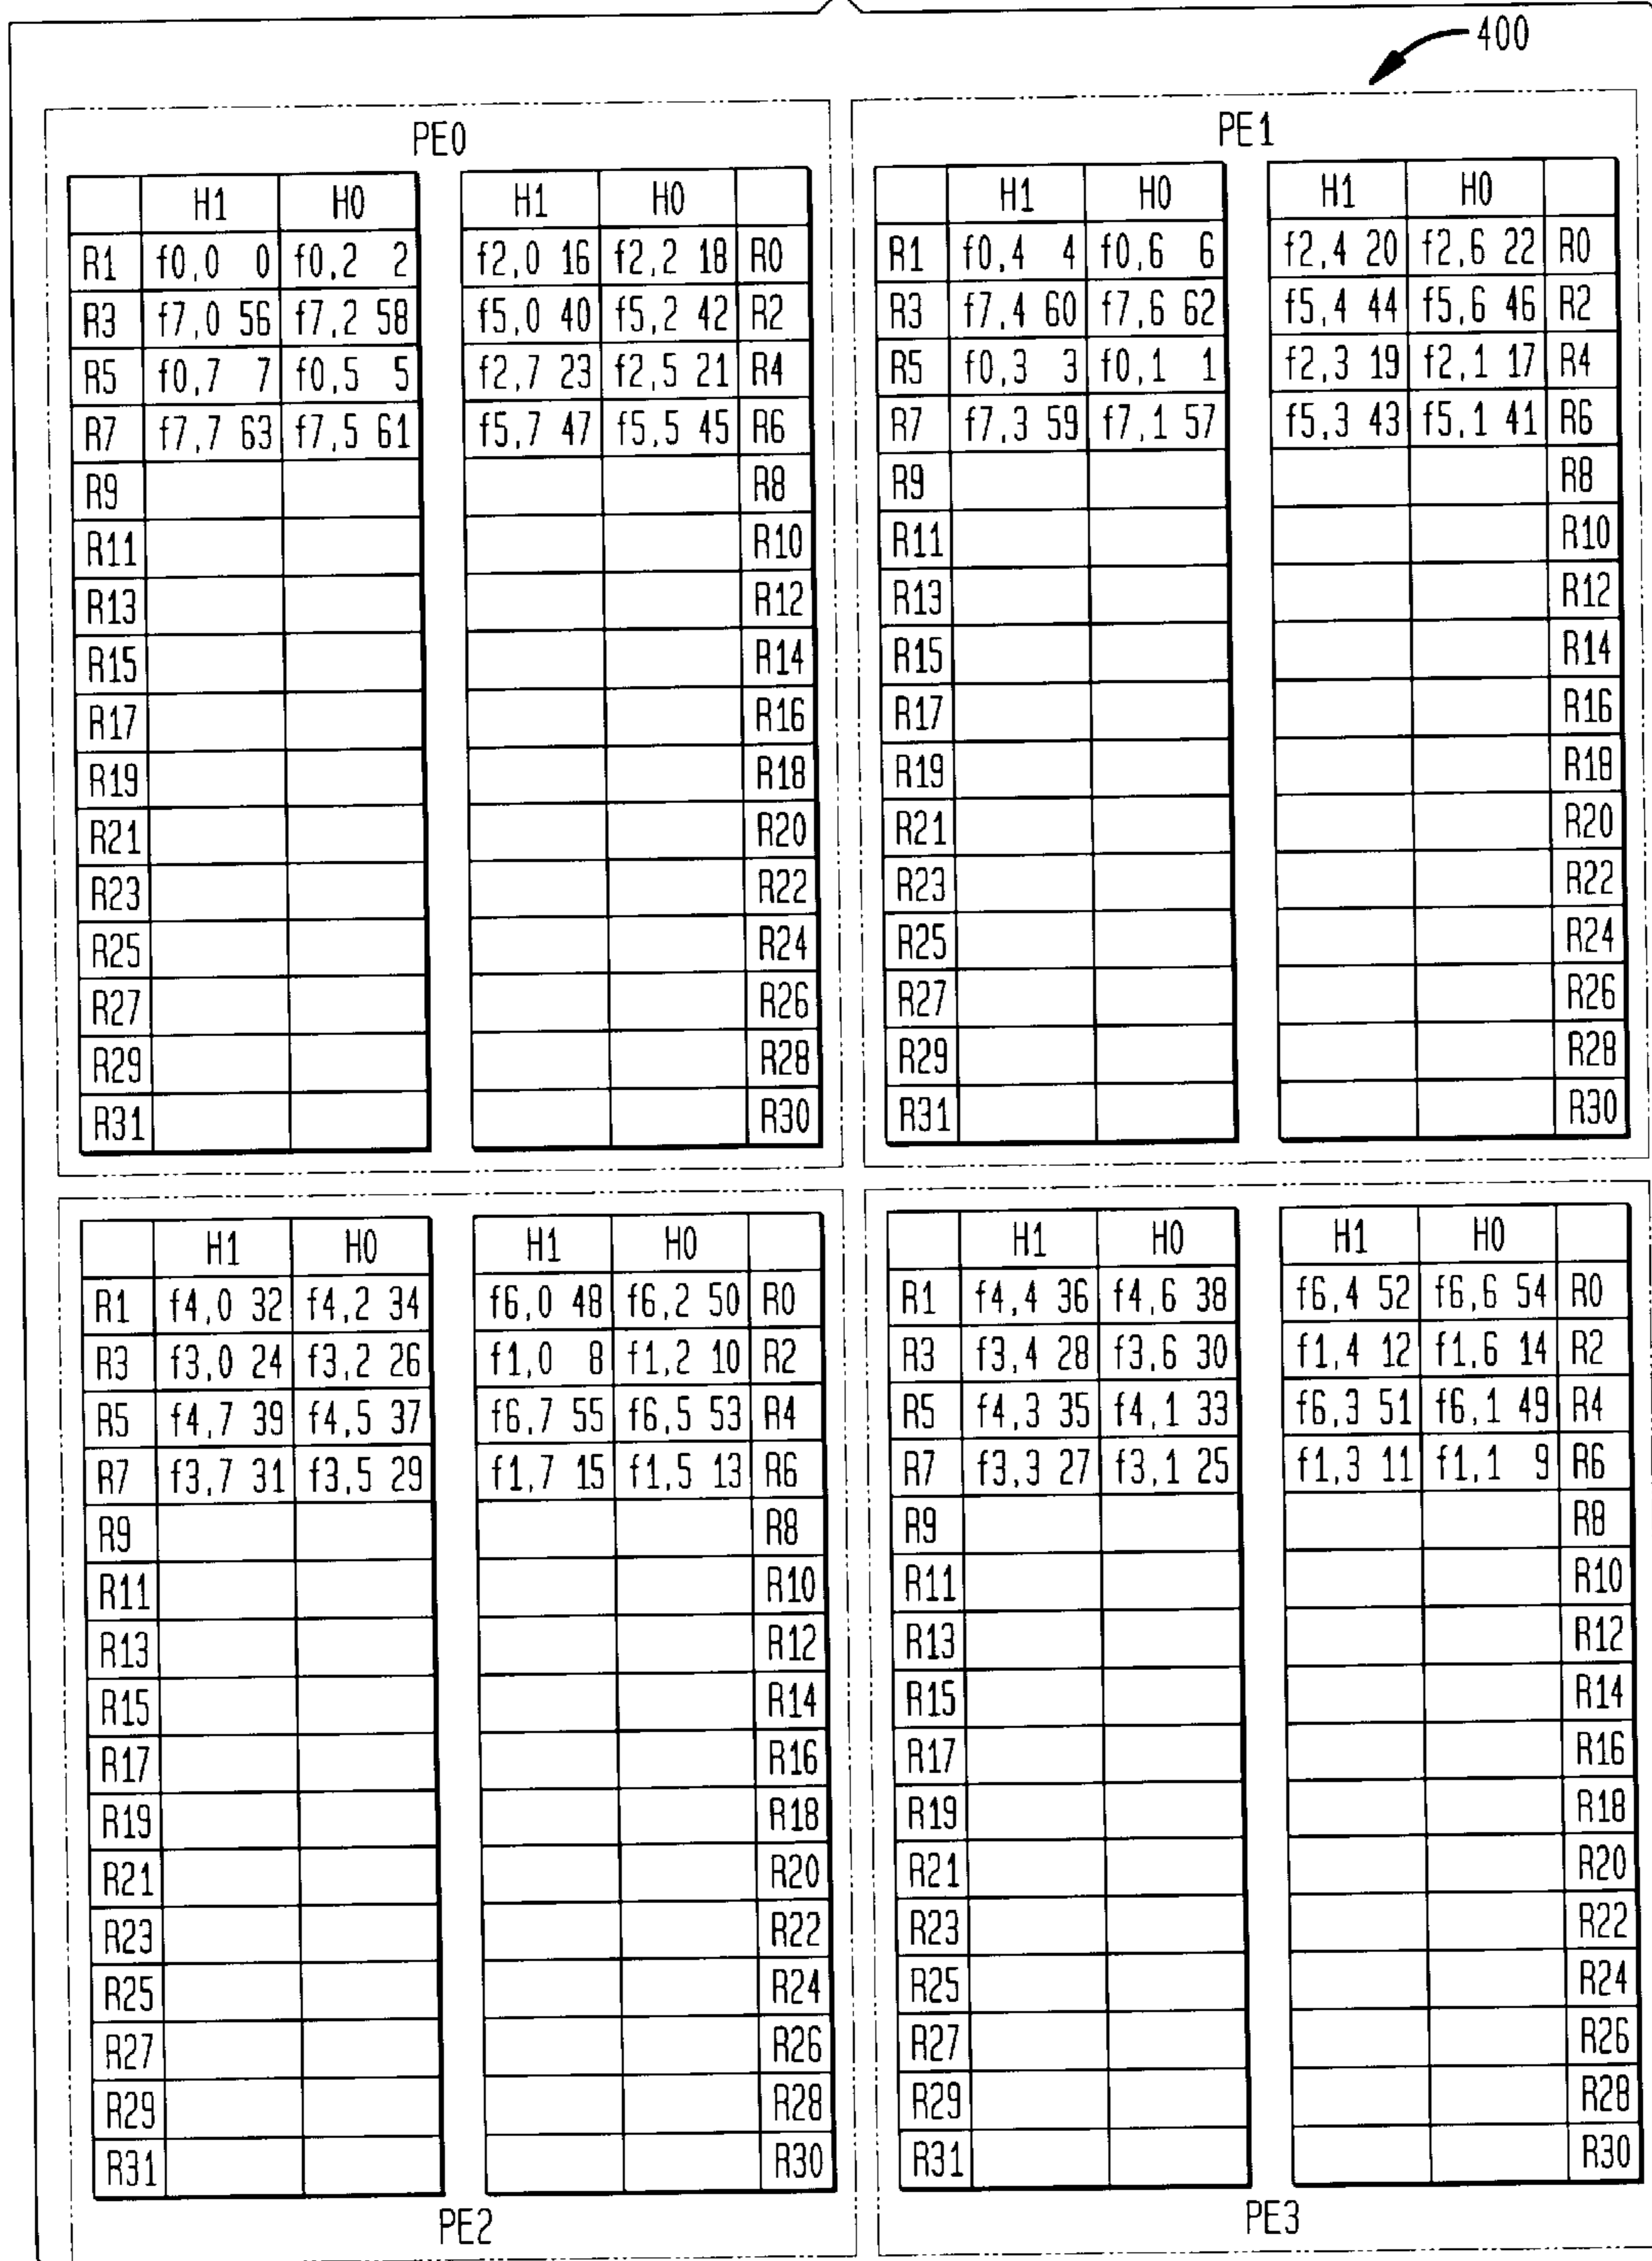 400
PE0
H1 H0 H1 H0
R1 f0,0 0 f0,2 2 f2,0 16 f2,2 18 R0
R3 f7,0 56 f7,2 58 f5,0 40 f5,2 42 R2
R5 f0,7 7 f0,5 5 f2,7 23 f2,5 21 R4
R7 f7,7 63 f7,5 61 f5,7 47 f5,5 45 R6
R9 R8
R11 R10
R13 R12
R15 R14
R17 R16
R19 R18
R21 R20
R23 R22
R25 R24
R27 R26
R29 R28
R31 R30
PE1
H1 H0 H1 H0
R1 f0,4 4 f0,6 6 f2,4 20 f2,6 22 R0
R3 f7,4 60 f7,6 62 f5,4 44 f5,6 46 R2
R5 f0,3 3 f0,1 1 f2,3 19 f2,1 17 R4
R7 f7,3 59 f7,1 57 f5,3 43 f5,1 41 R6
R9 R8
R11 R10
R13 R12
R15 R14
R17 R16
R19 R18
R21 R20
R23 R22
R25 R24
R27 R26
R29 R28
R31 R30
H1 H0 H1 H0
R1 f4,0 32 f4,2 34 f6,0 48 f6,2 50 R0
R3 f3,0 24 f3,2 26 f1,0 8 f1,2 10 R2
R5 f4,7 39 f4,5 37 f6,7 55 f6,5 53 R4
R7 f3,7 31 f3,5 29 f1,7 15 f1,5 13 R6
R9 R8
R11 R10
R13 R12
R15 R14
R17 R16
R19 R18
R21 R20
R23 R22
R25 R24
R27 R26
R29 R28
R31 R30
PE2
H1 H0 H1 H0
R1 f4,4 36 f4,6 38 f6,4 52 f6,6 54 R0
R3 f3,4 28 f3,6 30 f1,4 12 f1,6 14 R2
R5 f4,3 35 f4,1 33 f6,3 51 f6,1 49 R4
R7 f3,3 27 f3,1 25 f1,3 11 f1,1 9 R6
R9 R8
R11 R10
R13 R12
R15 R14
R17 R16
R19 R18
R21 R20
R23 R22
R25 R24
R27 R26
R29 R28
R31 R30
PE3